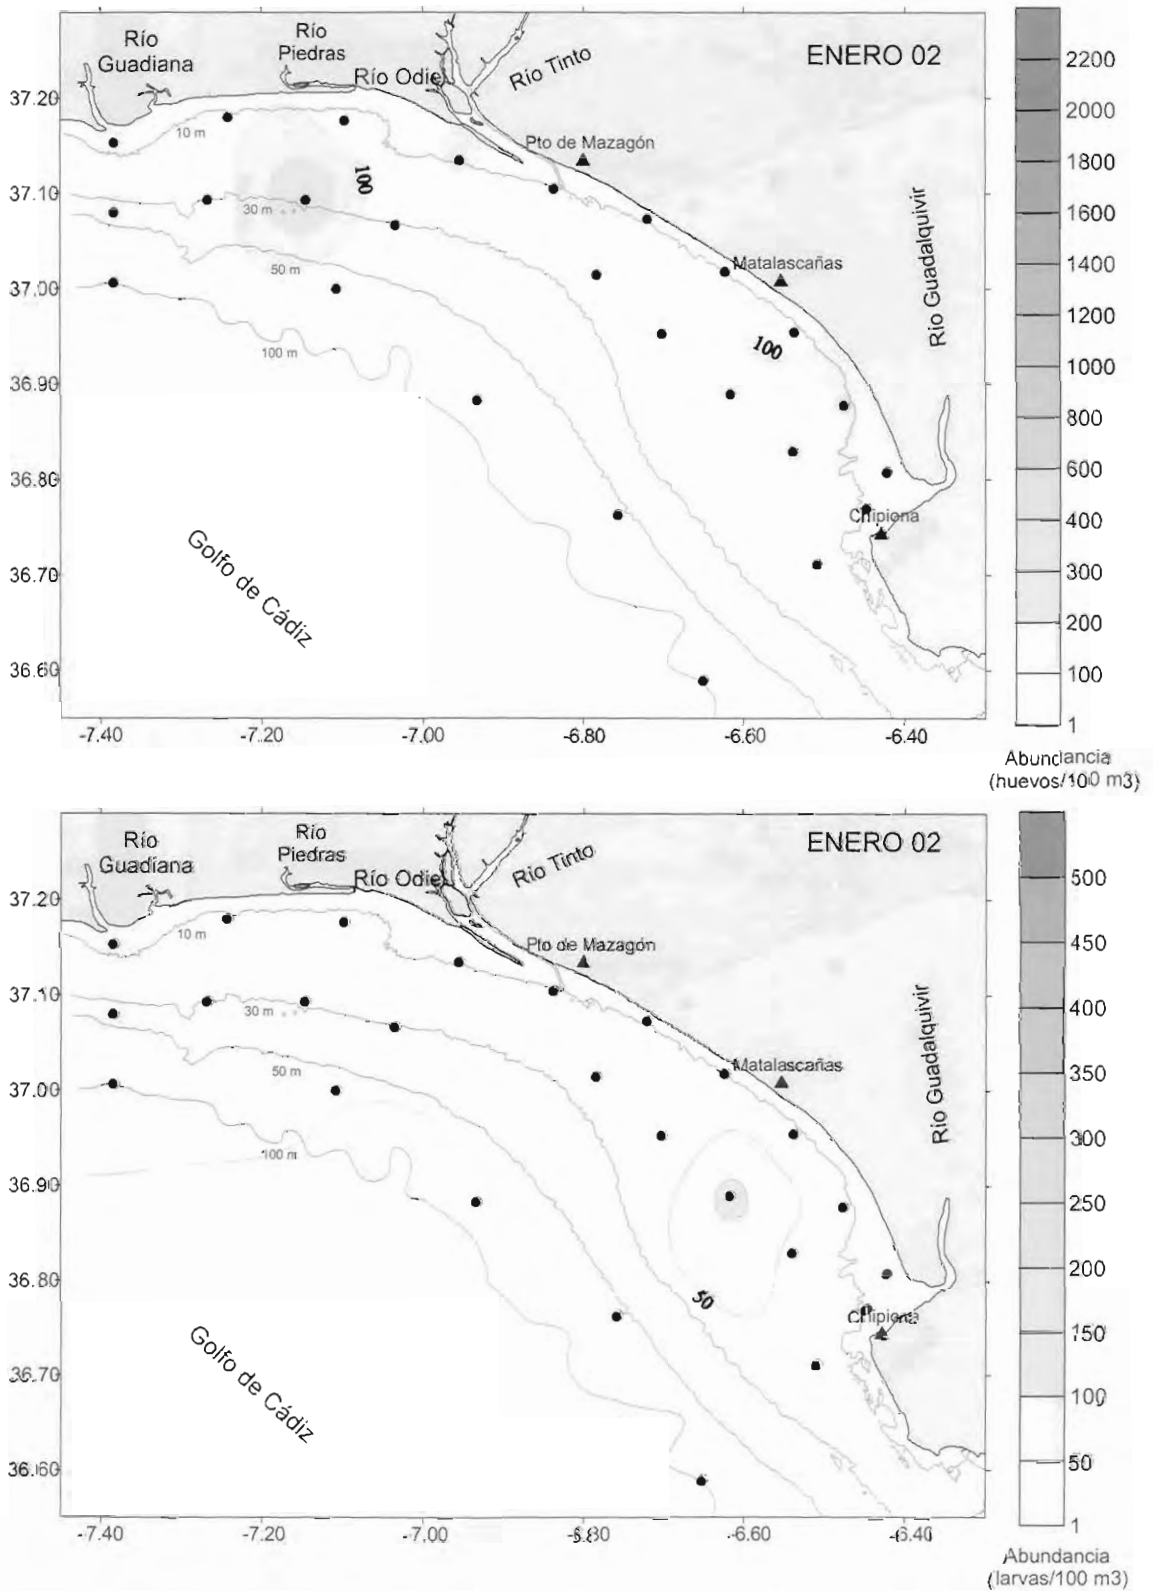 ENERO 02
Río
Guadiana
Río
Piedras
Río Odiel
Río Tinto
Pto de Mazagón
Matalascañas
Río Guadalquivir
Chipiona
Golfo de Cádiz
10 m
30 m
50 m
100 m
100
100
37.20
37.10
37.00
36.90
36.80
36.70
36.60
-7.40 -7.20 -7.00 -6.80 -6.60 -6.40
2200
2000
1800
1600
1400
1200
1000
800
600
400
300
200
100
1
Abundancia
(huevos/100 m3)
ENERO 02
Río
Guadiana
Río
Piedras
Río Odiel
Río Tinto
Pto de Mazagón
Matalascañas
Río Guadalquivir
Chipiona
Golfo de Cádiz
10 m
30 m
50 m
100 m
50
37.20
37.10
37.00
36.90
36.80
36.70
36.60
-7.40 -7.20 -7.00 -6.80 -6.60 -6.40
500
450
400
350
300
250
200
150
100
50
1
Abundancia
(larvas/100 m3)